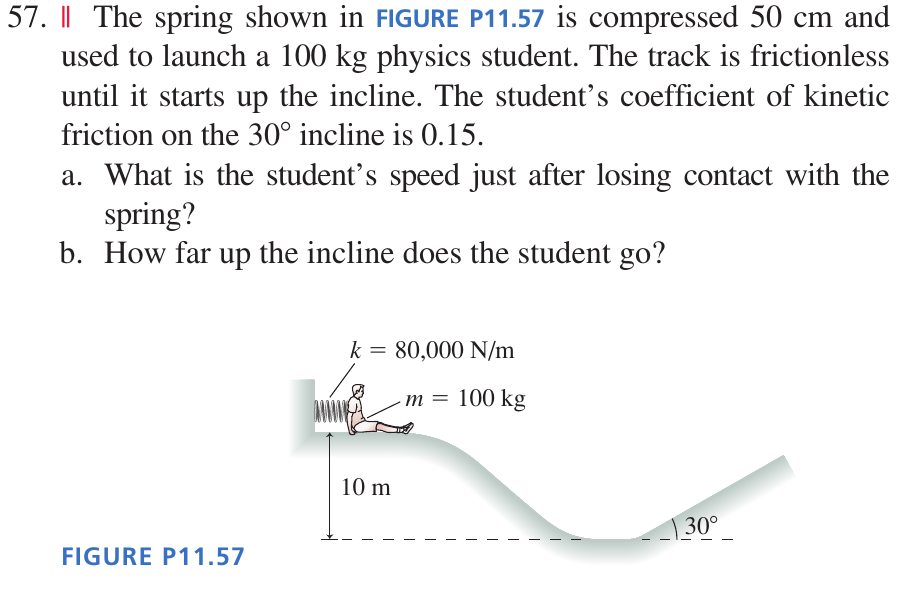 57. || The spring shown in FIGURE P11.57 is compressed 50 cm and
used to launch a 100 kg physics student. The track is frictionless
until it starts up the incline. The student’s coefficient of kinetic
friction on the 30° incline is 0.15.
a. What is the student’s speed just after losing contact with the
spring?
b. How far up the incline does the student go?
k = 80,000 N/m
m = 100 kg
10 m
30°
FIGURE P11.57